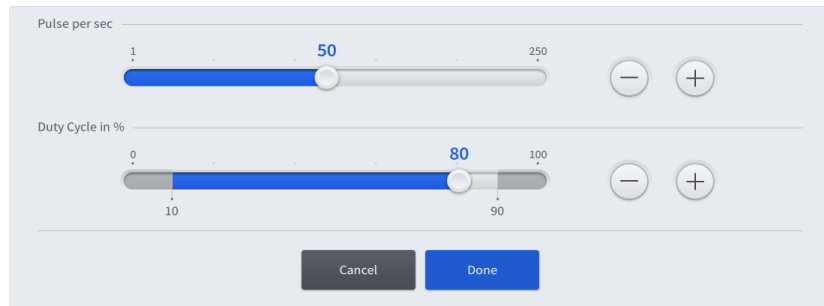 Pulse per sec
1 50 250
Duty Cycle in %
0 80 100
10 90
Cancel Done